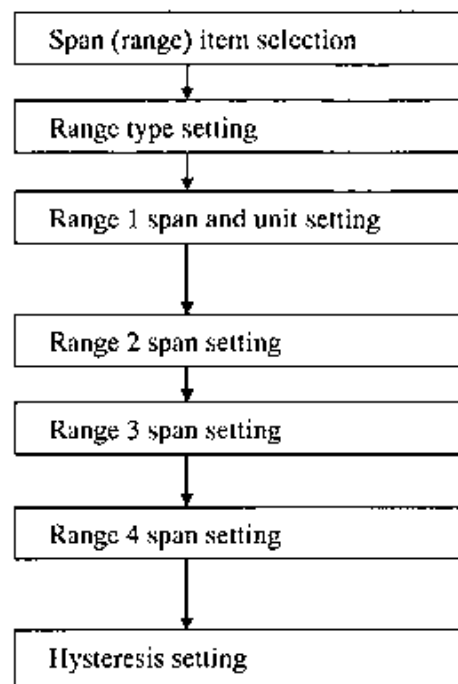 Span (range) item selection
Range type setting
Range 1 span and unit setting
Range 2 span setting
Range 3 span setting
Range 4 span setting
Hysteresis setting